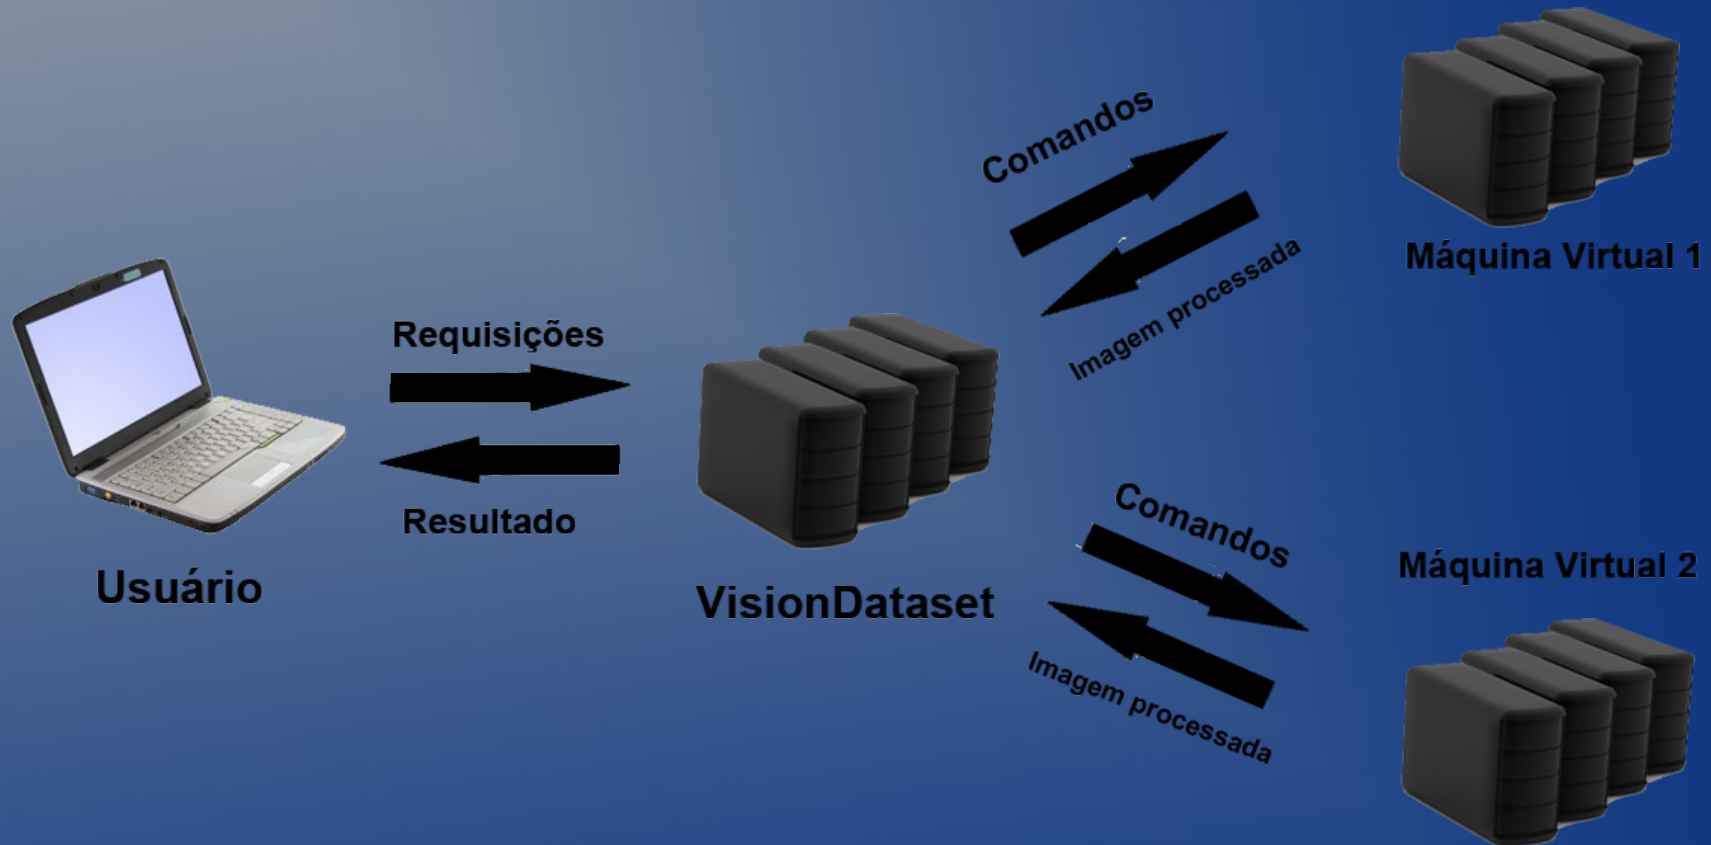 Comandos
Máquina Virtual 1
Imagem processada
Requisições
Resultado
Usuário
VisionDataset
Comandos
Máquina Virtual 2
Imagem processada